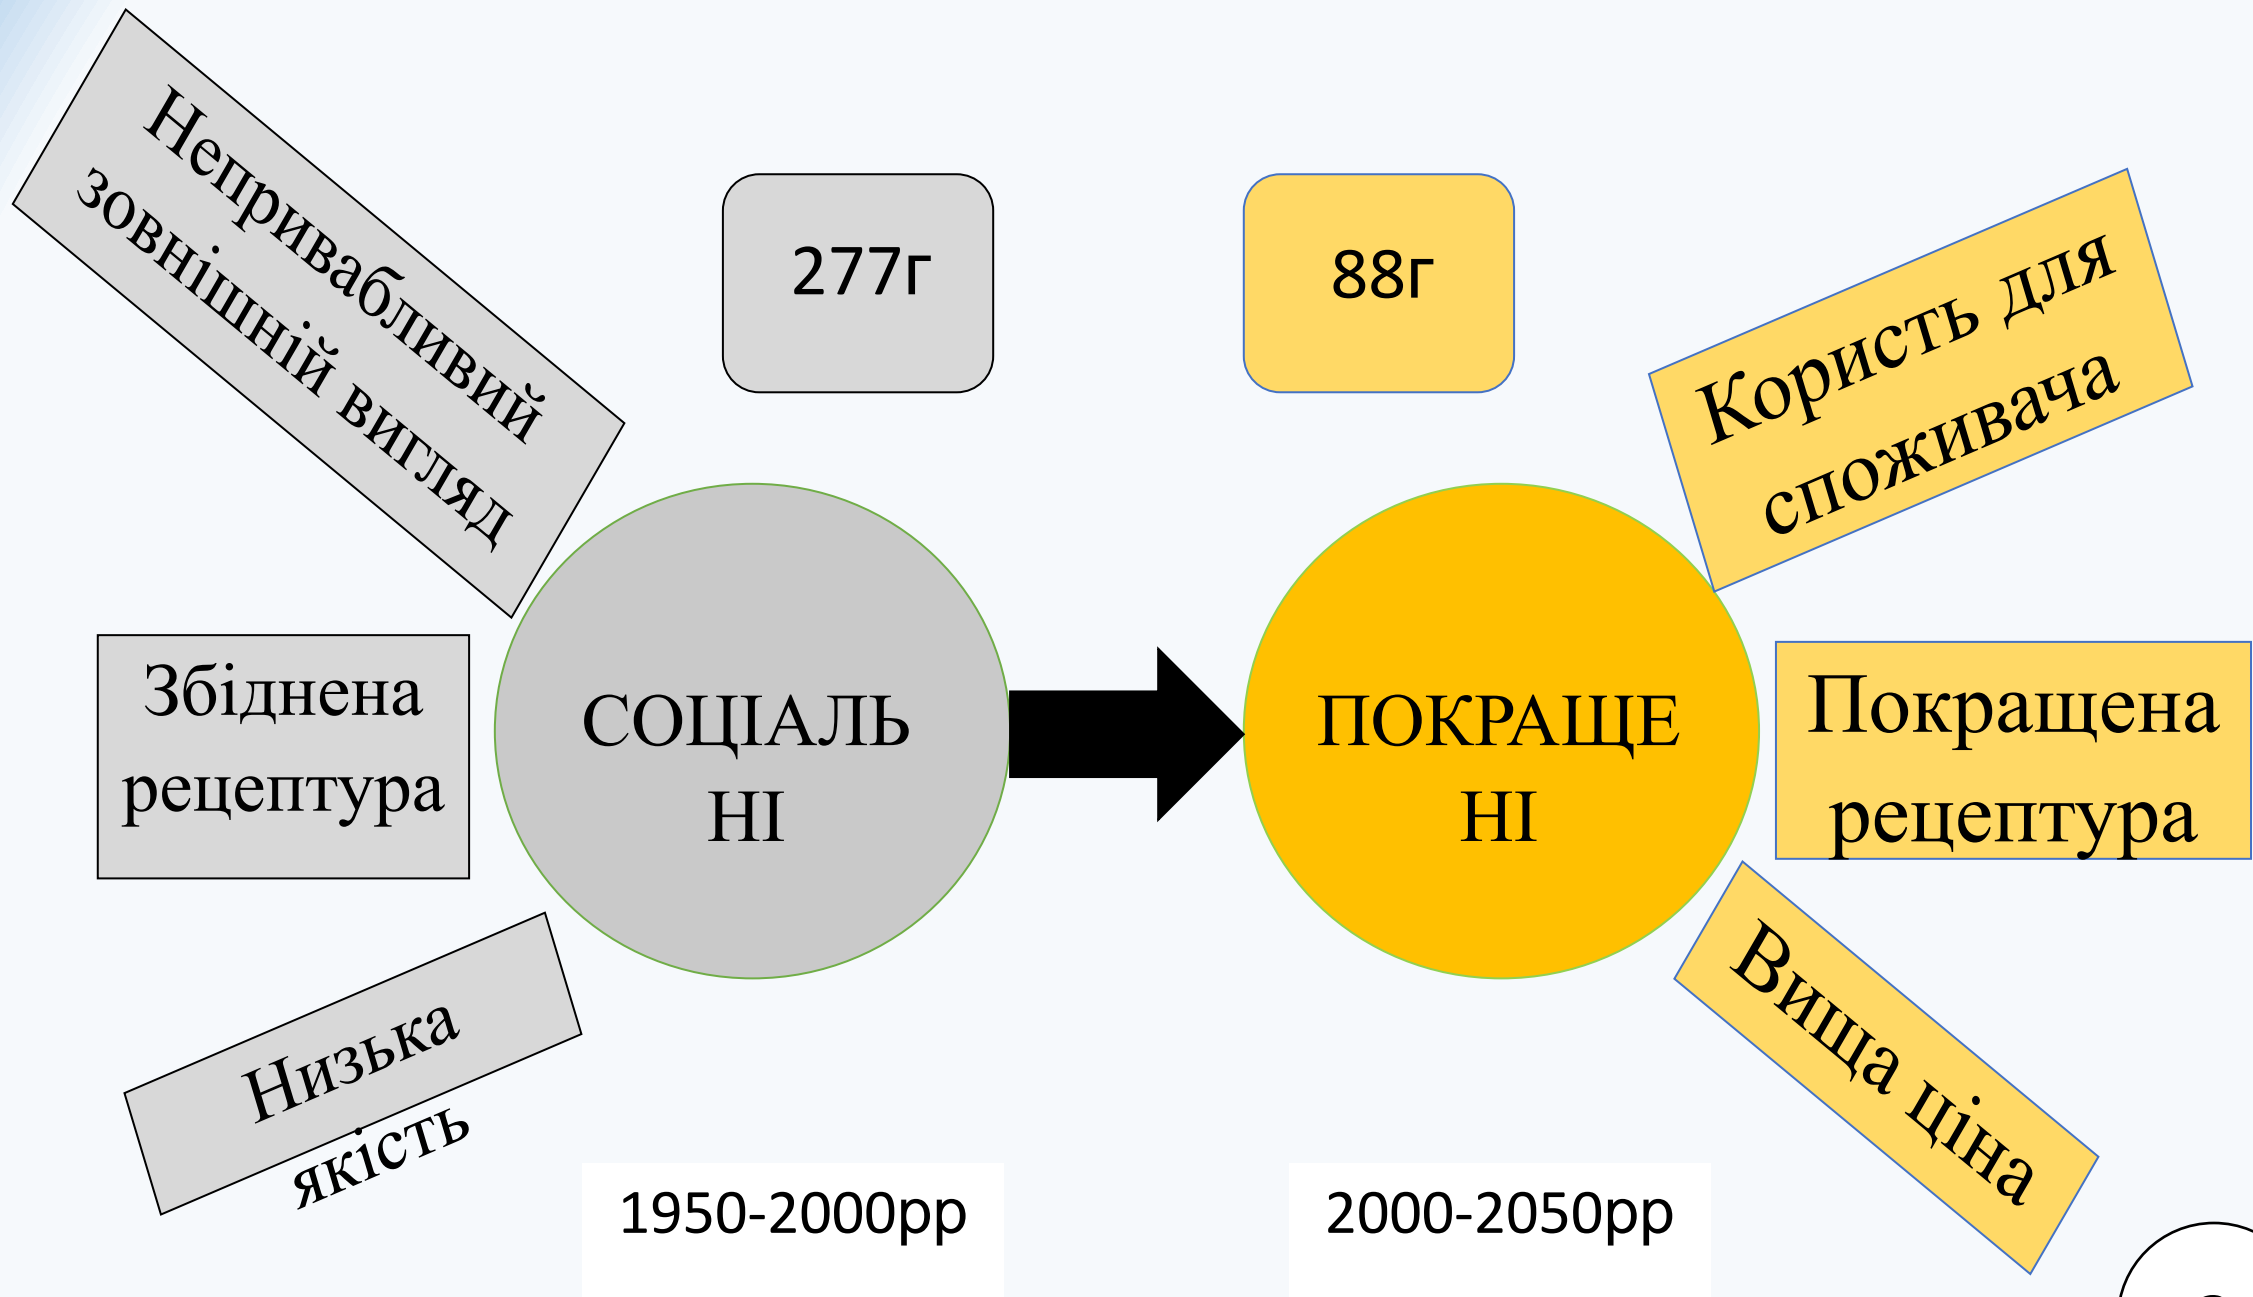 Непривабливий
зовнішній вигляд
277г
88г
Користь для
споживача
Збіднена
рецептура
СОЦІАЛЬ
НІ
ПОКРАЩЕ
НІ
Покращена
рецептура
Низька
якість
Вища ціна
1950-2000рр
2000-2050рр